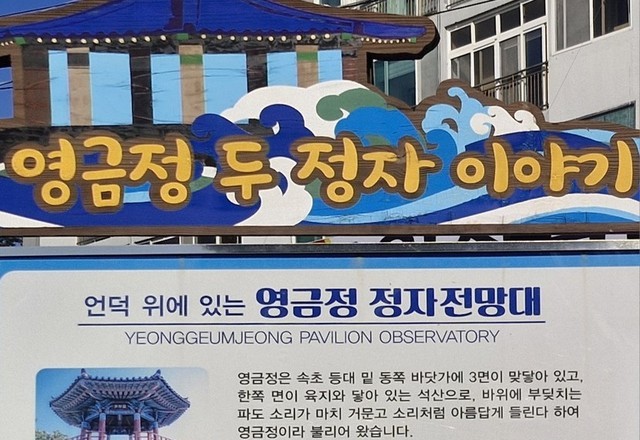 영금정 두 정자 이야기
언덕 위에 있는 영금정 정자전망대
YEONGGEUMJEONG PAVILION OBSERVATORY
영금정은 속초 등대 밑 동쪽 바닷가에 3면이 맞닿아 있고,
한쪽 면이 육지와 닿아 있는 석산으로, 바위에 부딪치는
파도 소리가 마치 거문고 소리처럼 아름답게 들린다 하여
영금정이라 불리어 왔습니다.